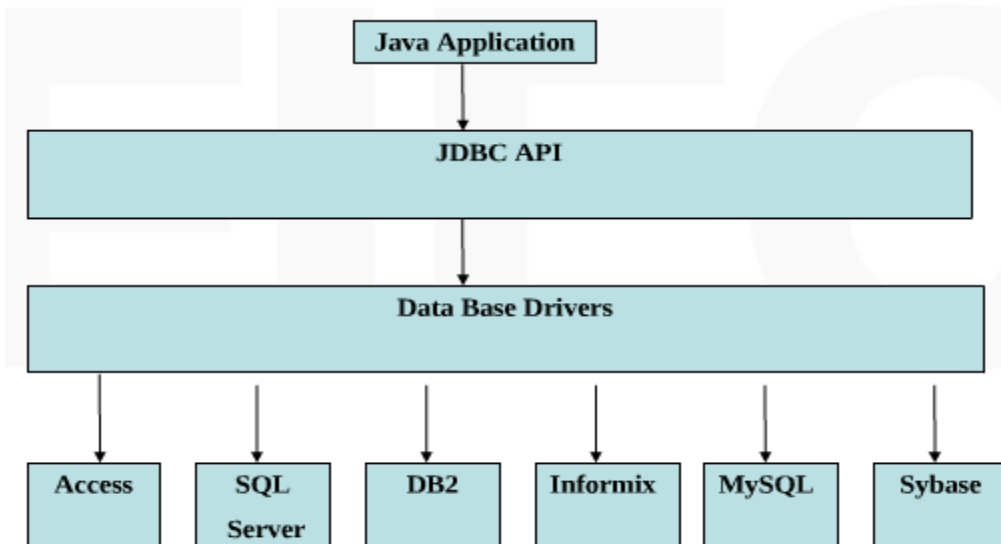 Java Application
JDBC API
Data Base Drivers
Access
SQL
Server
DB2
Informix
MySQL
Sybase